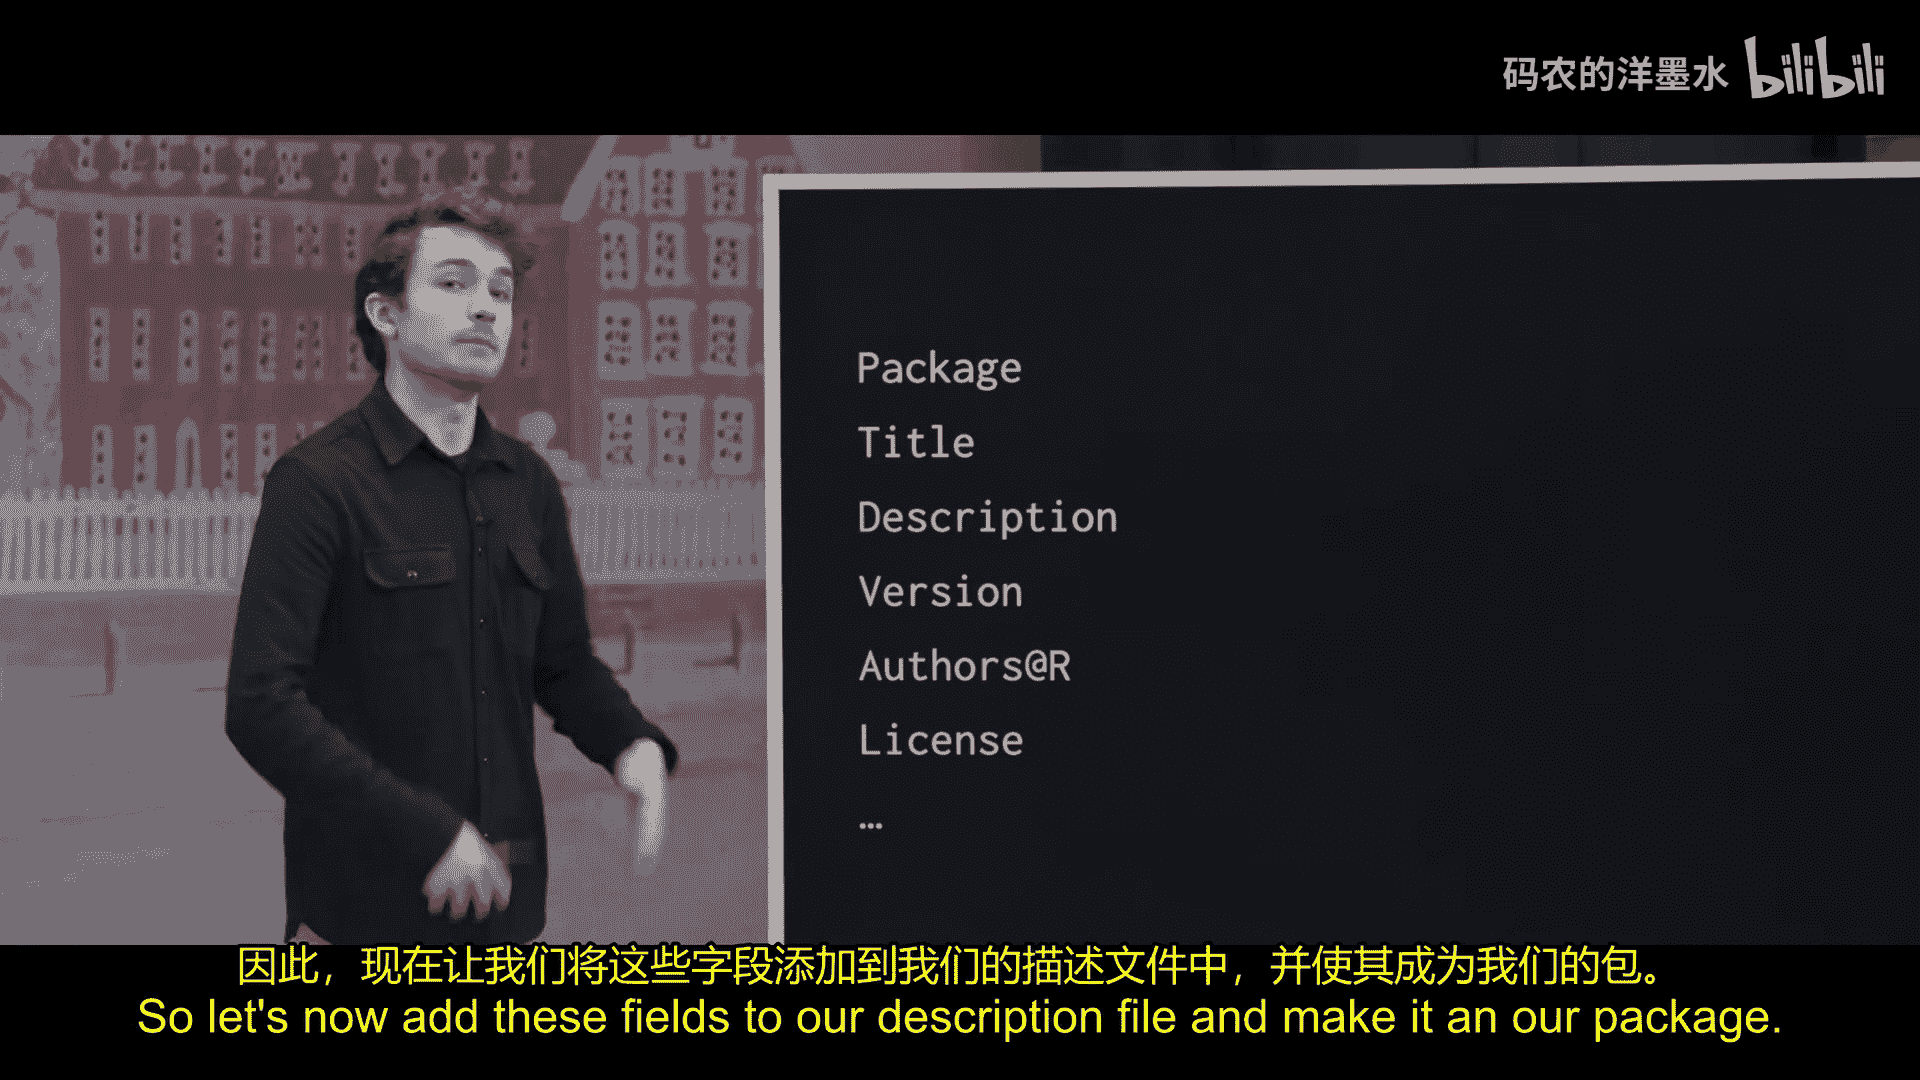 码农的洋墨水 bilibili
Package
Title
Description
Version
Authors@R
License
…
因此，现在让我们将这些字段添加到我们的描述文件中，并使其成为我们的包。
So let's now add these fields to our description file and make it an our package.